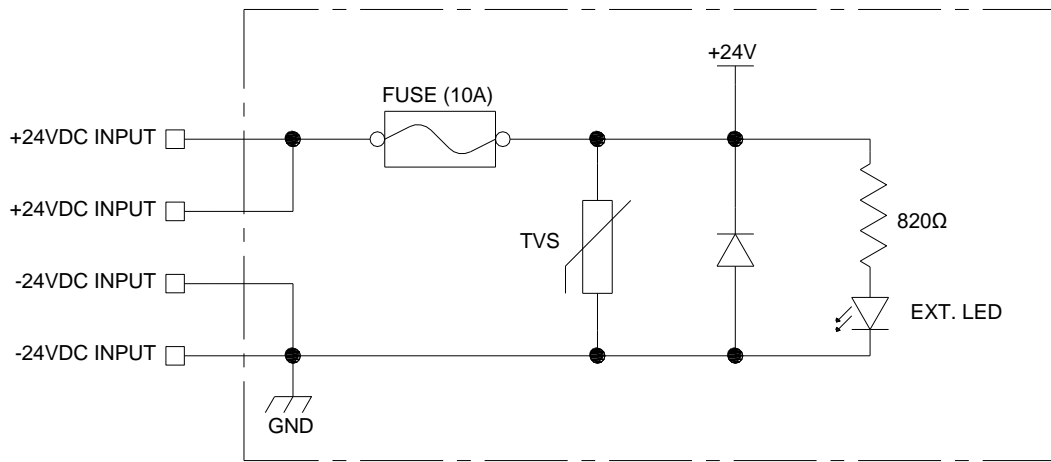 +24V
FUSE (10A)
+24VDC INPUT
+24VDC INPUT
820Ω
TVS
-24VDC INPUT
EXT. LED
-24VDC INPUT
GND